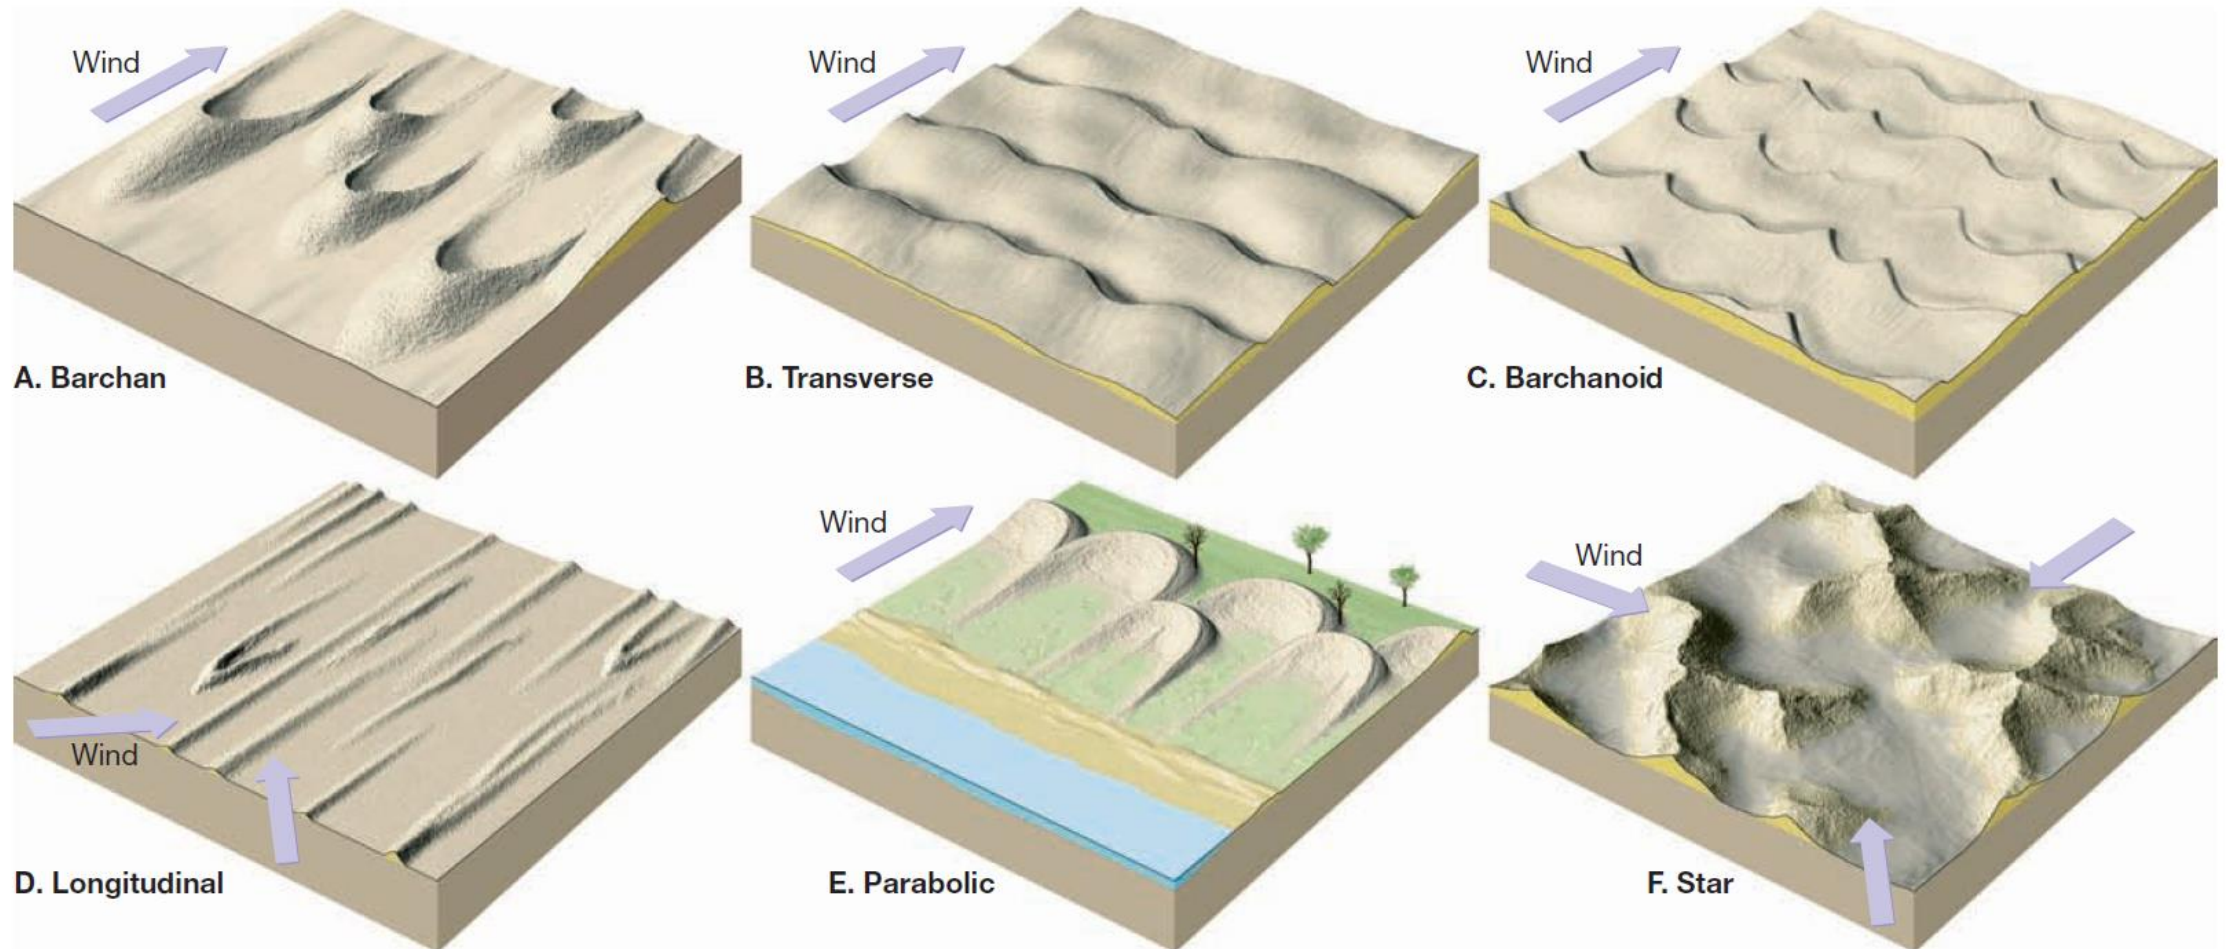 Wind
Wind
Wind
A. Barchan
B. Transverse
C. Barchanoid
Wind
Wind
Wind
D. Longitudinal
E. Parabolic
F. Star